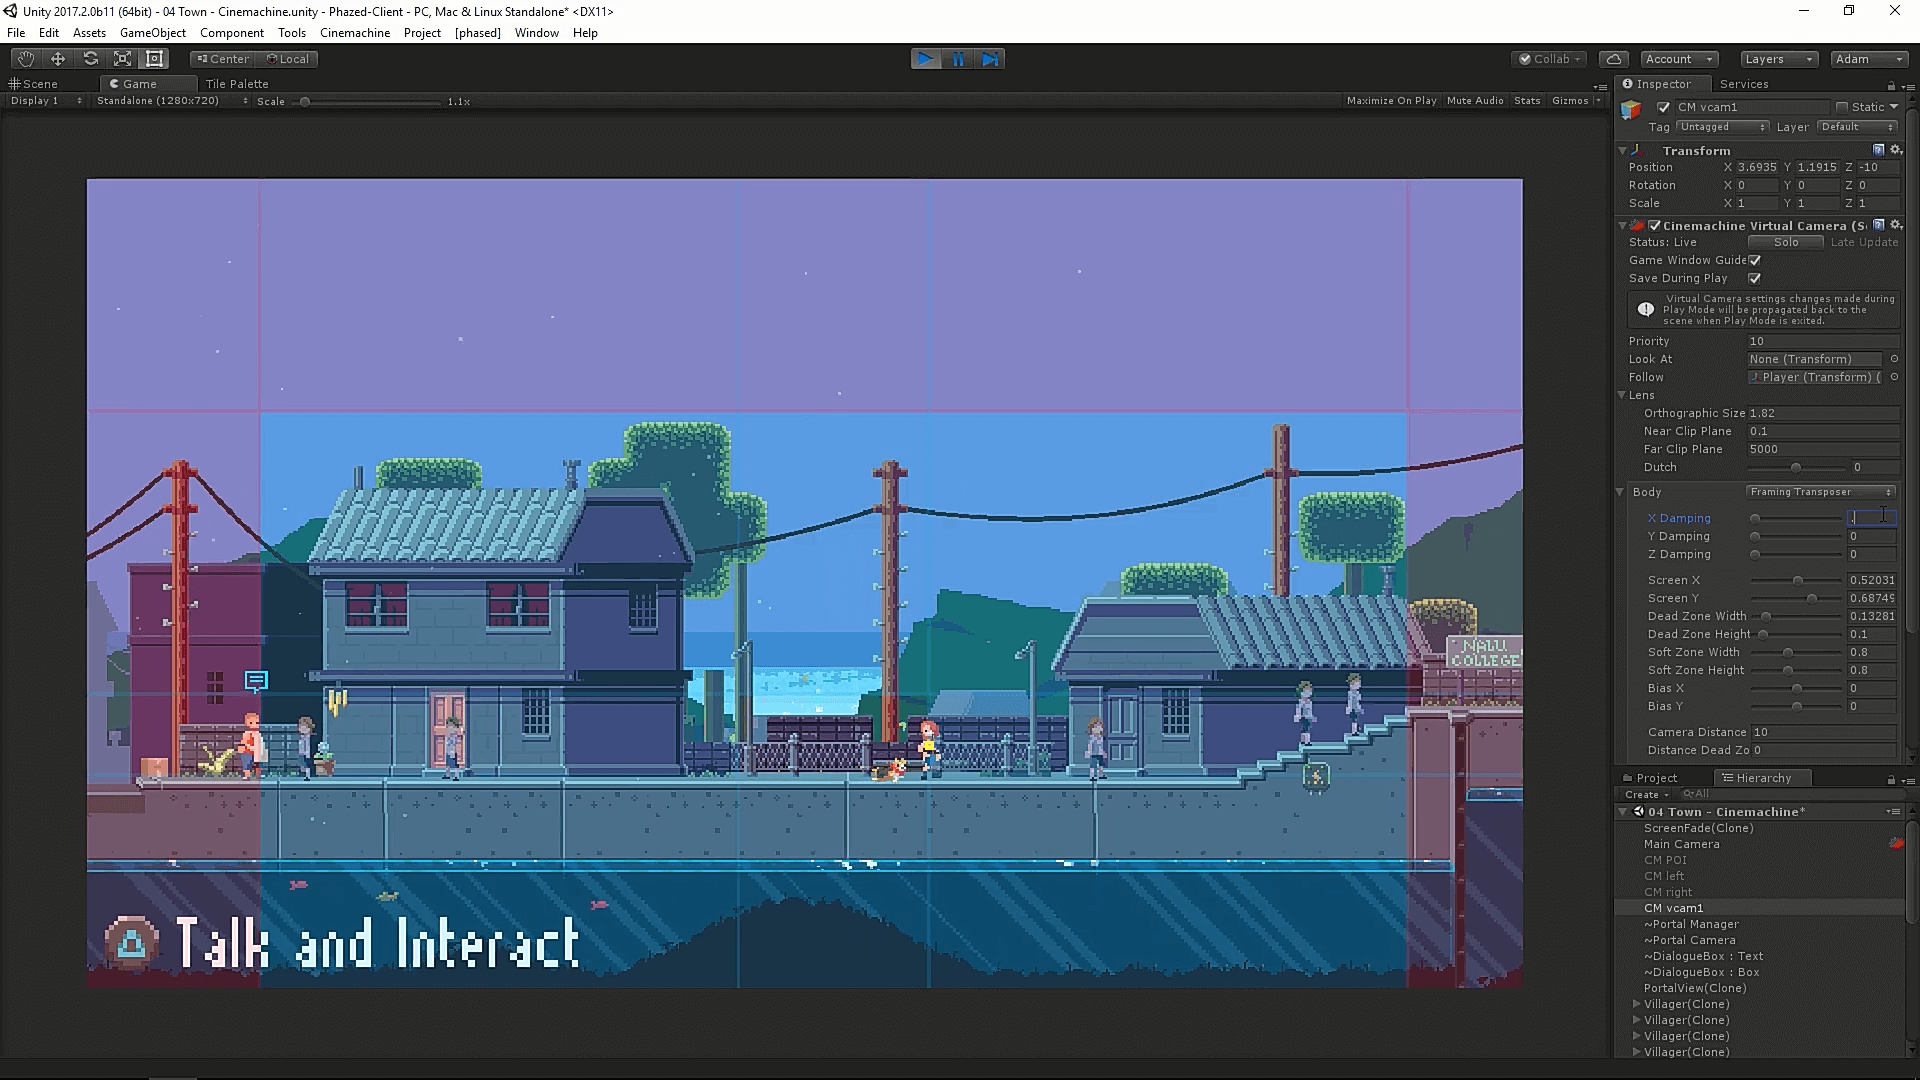 Unity 2017.2.0b11 (64bit) - 04 Town - Cinemachine.unity - Phazed-Client - PC, Mac & Linux Standalone* <DX11>
File Edit Assets GameObject Component Tools Cinemachine Project [phased] Window Help
Center Local Collab Account Layers Adam
Scene Game Tile Palette
Display 1 Standalone (1280x720) Scale 1.1x Maximize On Play Mute Audio Stats Gizmos
NALU
COLLEGE
Talk and Interact
Inspector Services
CM vcam1 Static
Tag Untagged Layer Default
Transform
Position X 3.6935 Y 1.1915 Z -10
Rotation X 0 Y 0 Z 0
Scale X 1 Y 1 Z 1
Cinemachine Virtual Camera (S
Status: Live Solo Late Update
Game Window Guide
Save During Play
Virtual Camera settings changes made during
Play Mode will be propagated back to the
scene when Play Mode is exited.
Priority 10
Look At None (Transform)
Follow Player (Transform) (
Lens
Orthographic Size 1.82
Near Clip Plane 0.1
Far Clip Plane 5000
Dutch 0
Body Framing Transposer
X Damping .
Y Damping 0
Z Damping 0
Screen X 0.52031
Screen Y 0.68749
Dead Zone Width 0.13281
Dead Zone Height 0.1
Soft Zone Width 0.8
Soft Zone Height 0.8
Bias X 0
Bias Y 0
Camera Distance 10
Distance Dead Zo 0
Project Hierarchy
Create All
04 Town - Cinemachine*
ScreenFade(Clone)
Main Camera
CM POI
CM left
CM right
CM vcam1
~Portal Manager
~Portal Camera
~DialogueBox : Text
~DialogueBox : Box
PortalView(Clone)
Villager(Clone)
Villager(Clone)
Villager(Clone)
Villager(Clone)